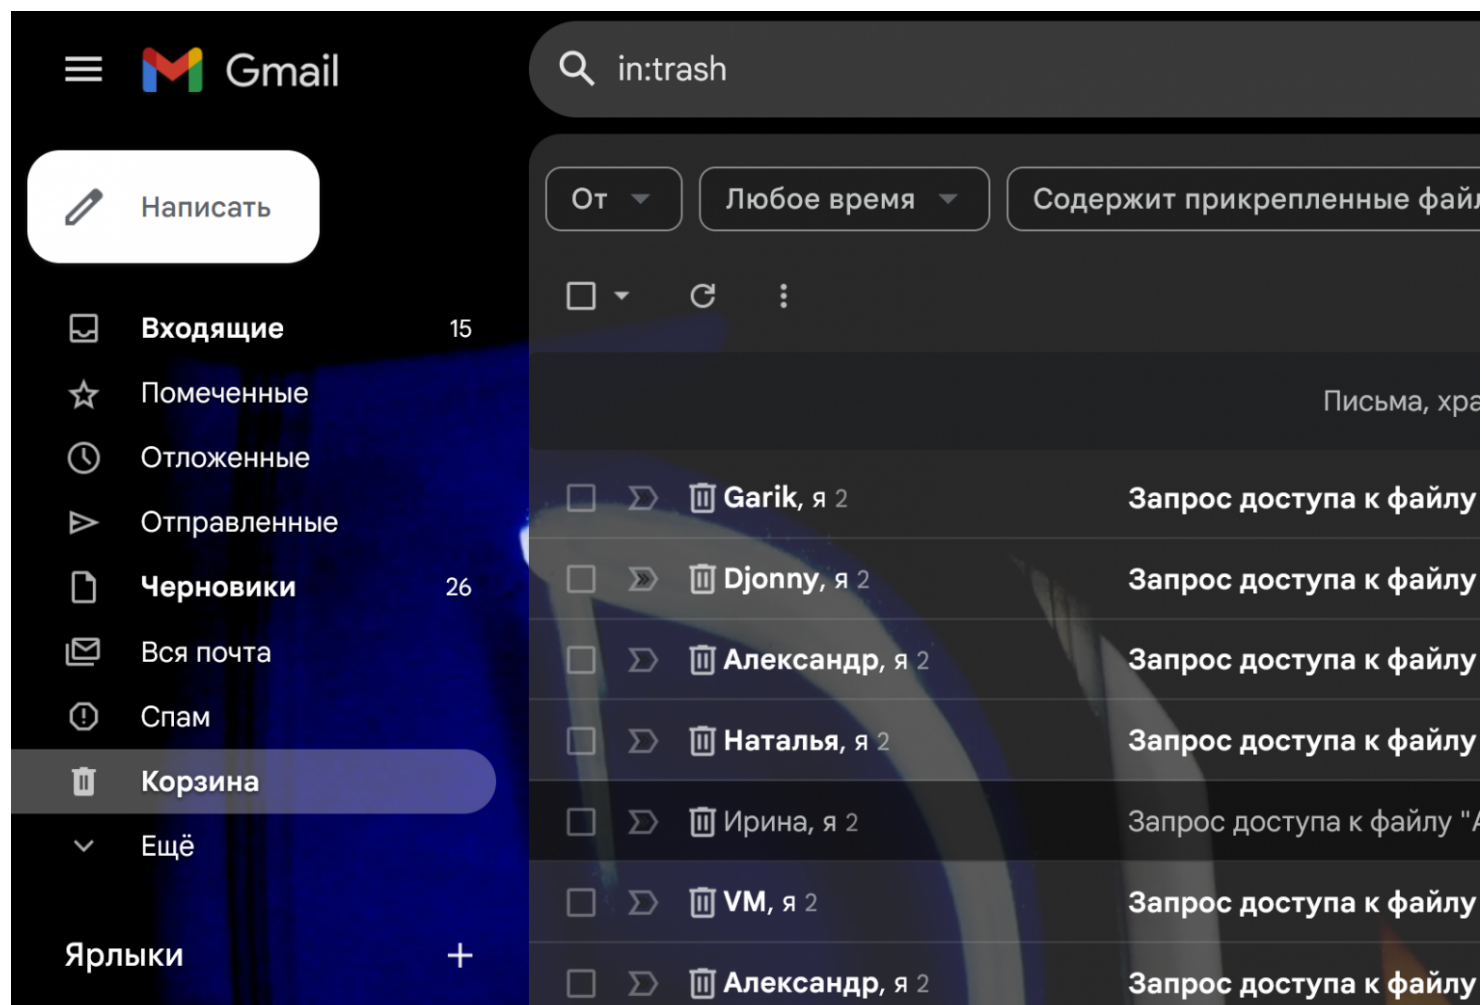 Gmail
in:trash
Написать
От
Любое время
Содержит прикрепленные
Входящие 15
Помеченные
Отложенные
Отправленные
Черновики 26
Вся почта
Спам
Корзина
Ещё
Ярлыки
Письма,
Garik, я 2 Запрос доступа к файлу
Djonny, я 2 Запрос доступа к файлу
Александр, я 2 Запрос доступа к файлу
Наталья, я 2 Запрос доступа к файлу
Ирина, я 2 Запрос доступа к файлу
VM, я 2 Запрос доступа к файлу
Александр, я 2 Запрос доступа к файлу